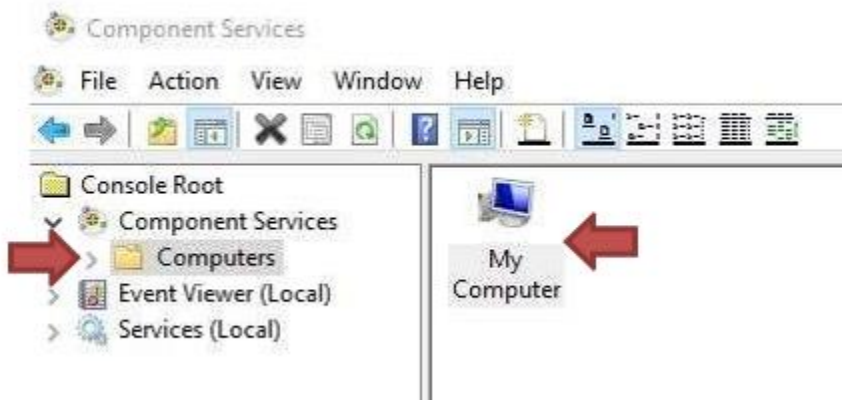 Component Services
File Action View Window Help
Console Root
Component Services
Computers
Event Viewer (Local)
Services (Local)
My
Computer